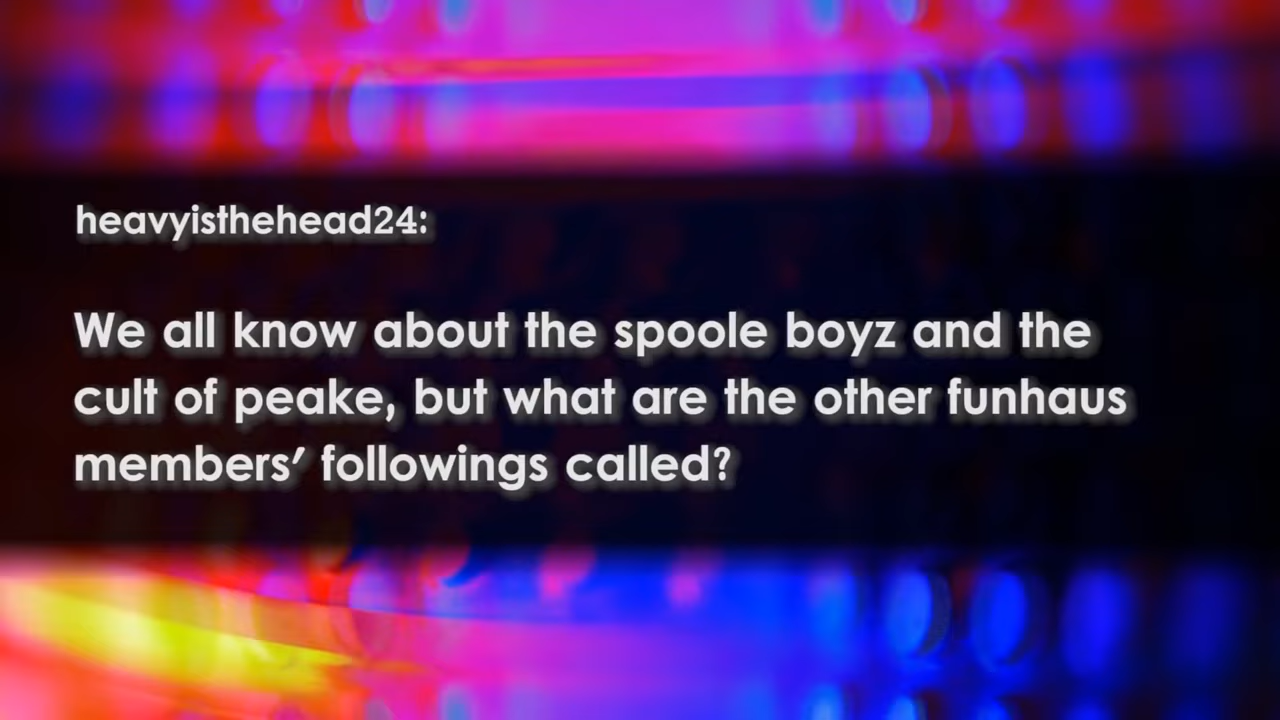 heavyisthehead24:
We all know about the spoole boyz and the
cult of peake, but what are the other funhaus
members' followings called?